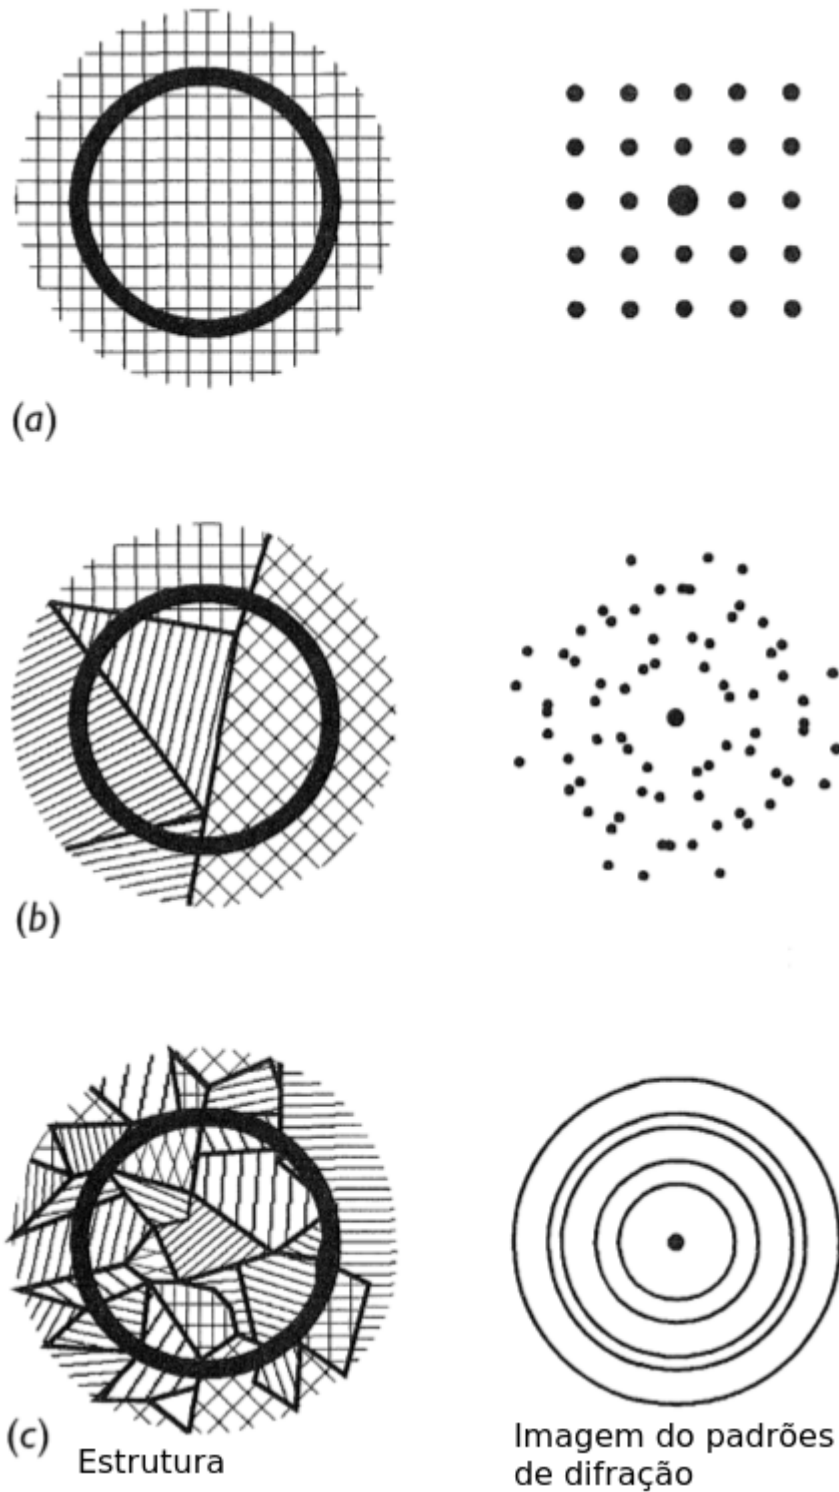 (a)
(b)
(c)
Estrutura
Imagem do padrões
de difração